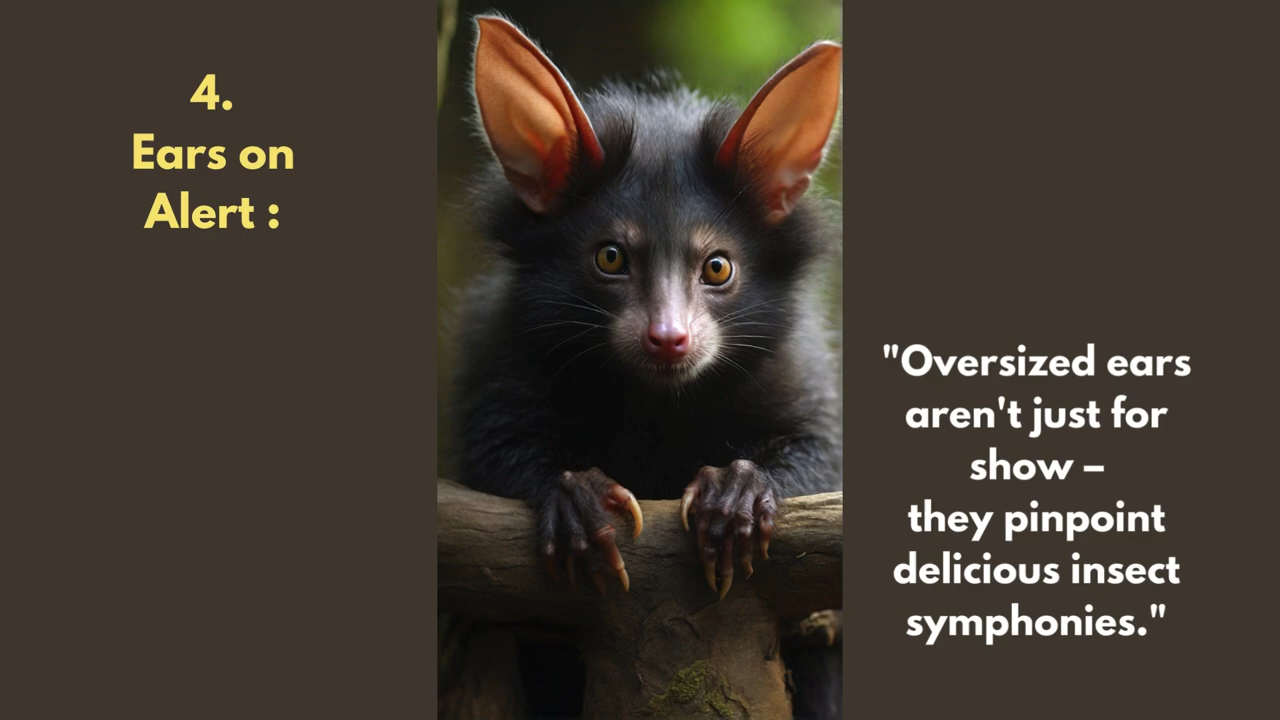 4.
Ears on
Alert :
"Oversized ears
aren't just for
show –
they pinpoint
delicious insect
symphonies."